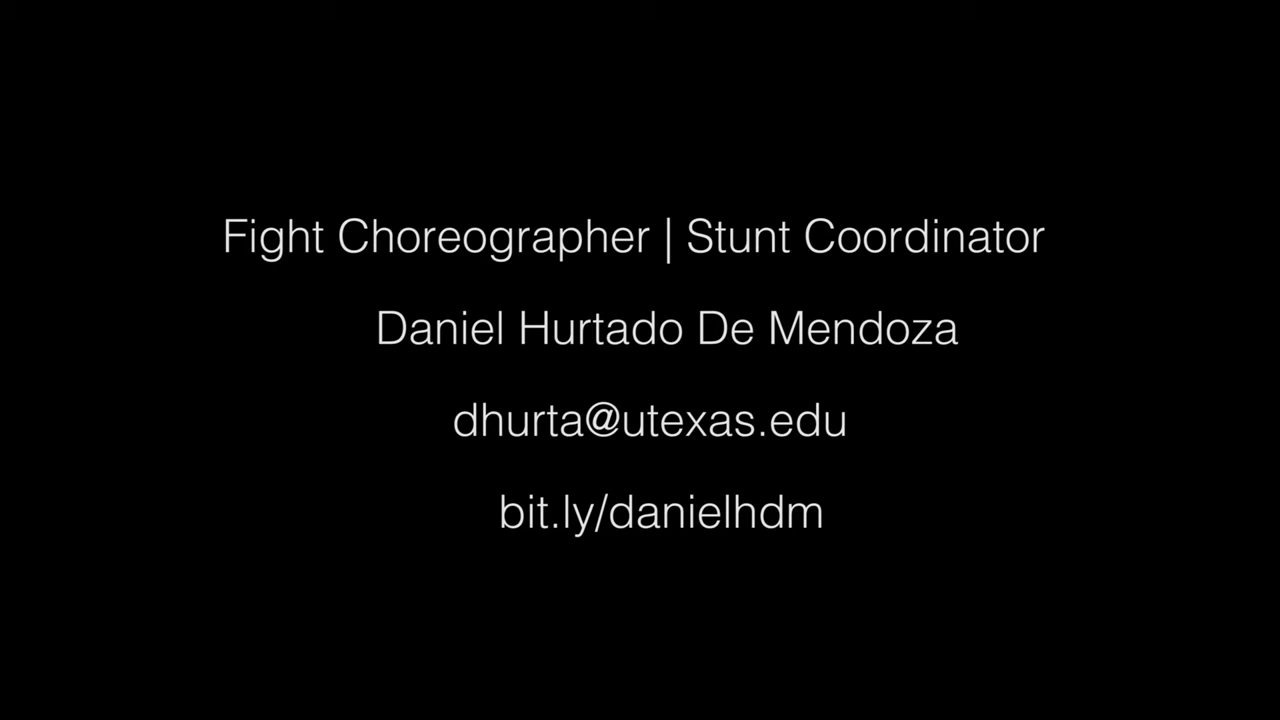 Fight Choreographer | Stunt Coordinator
Daniel Hurtado De Mendoza
dhurta@utexas.edu
bit.ly/danielhdm